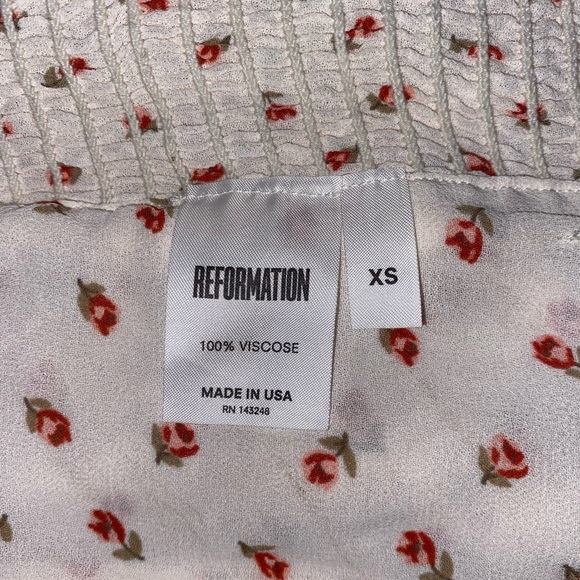 REFORMATION
100% VISCOSE
MADE IN USA
RN 143248
XS